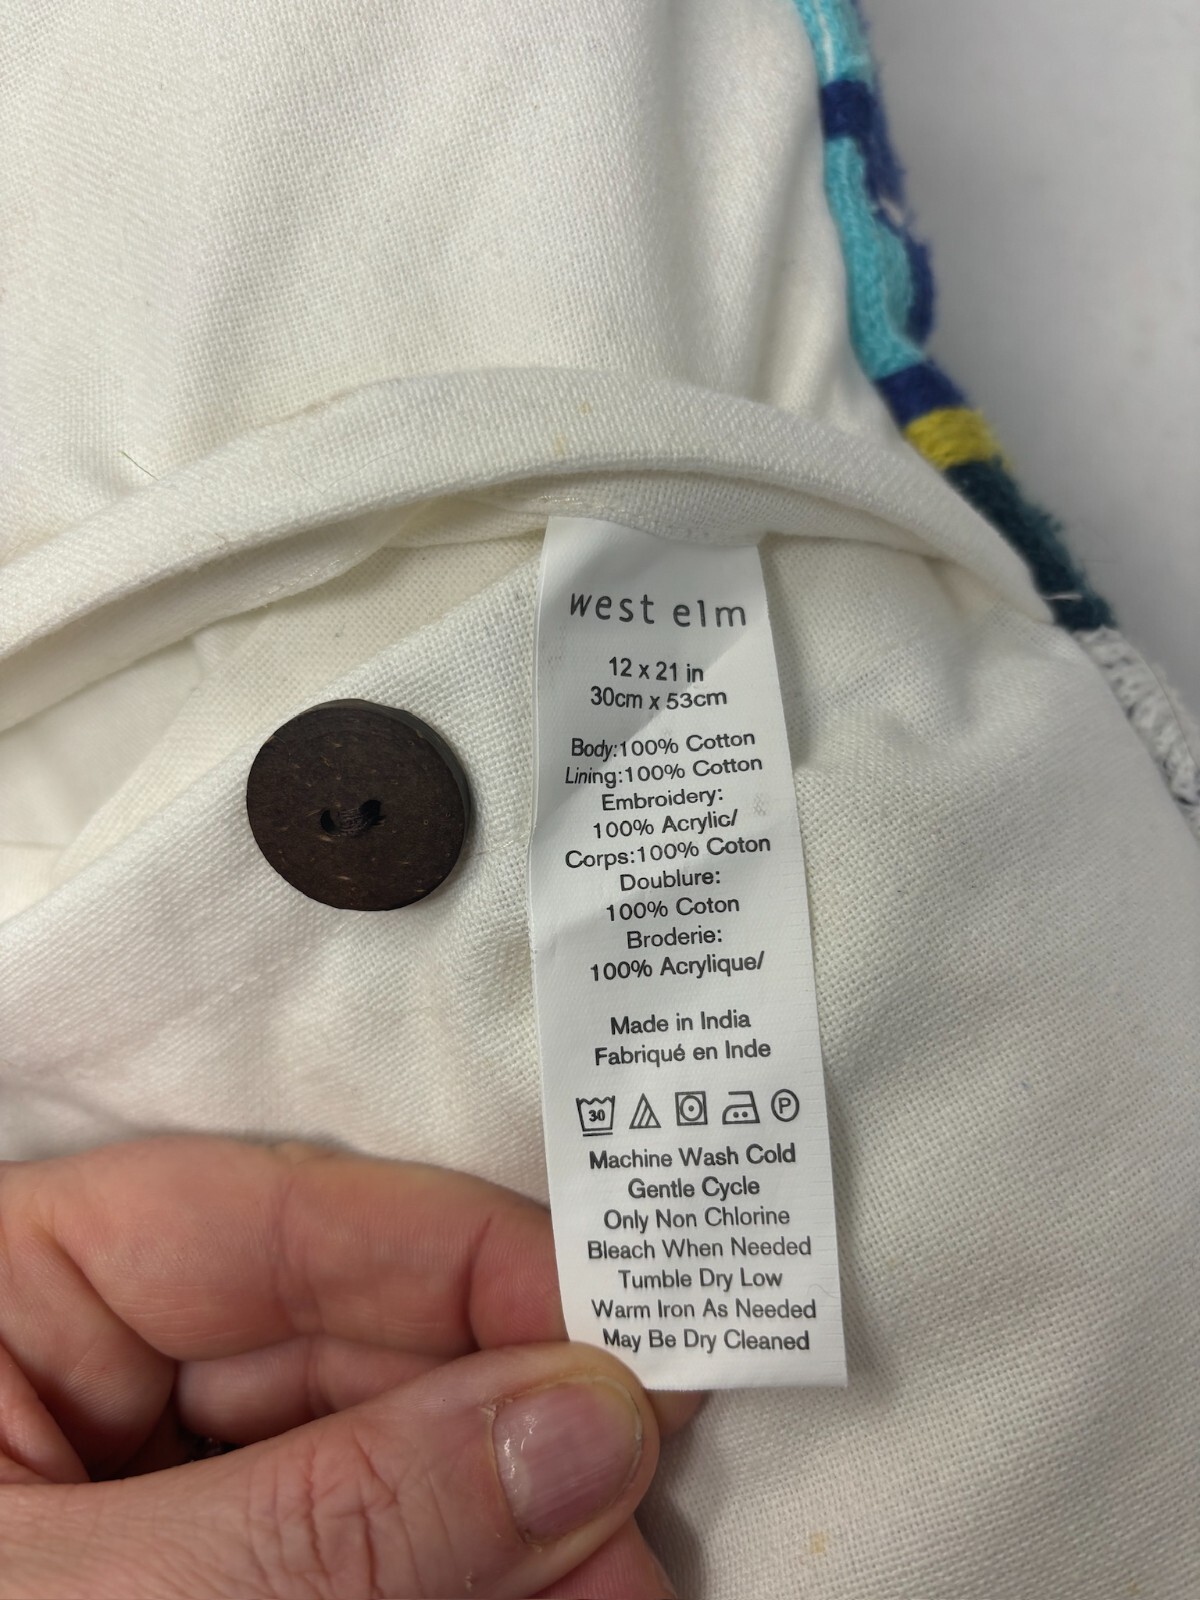 west elm
12 x 21 in
30cm x 53cm
Body:100% Cotton
Lining:100% Cotton
Embroidery:
100% Acrylic/
Corps:100% Coton
Doublure:
100% Coton
Broderie:
100% Acrylique/
Made in India
Fabriqué en Inde
30 P
Machine Wash Cold
Gentle Cycle
Only Non Chlorine
Bleach When Needed
Tumble Dry Low
Warm Iron As Needed
May Be Dry Cleaned